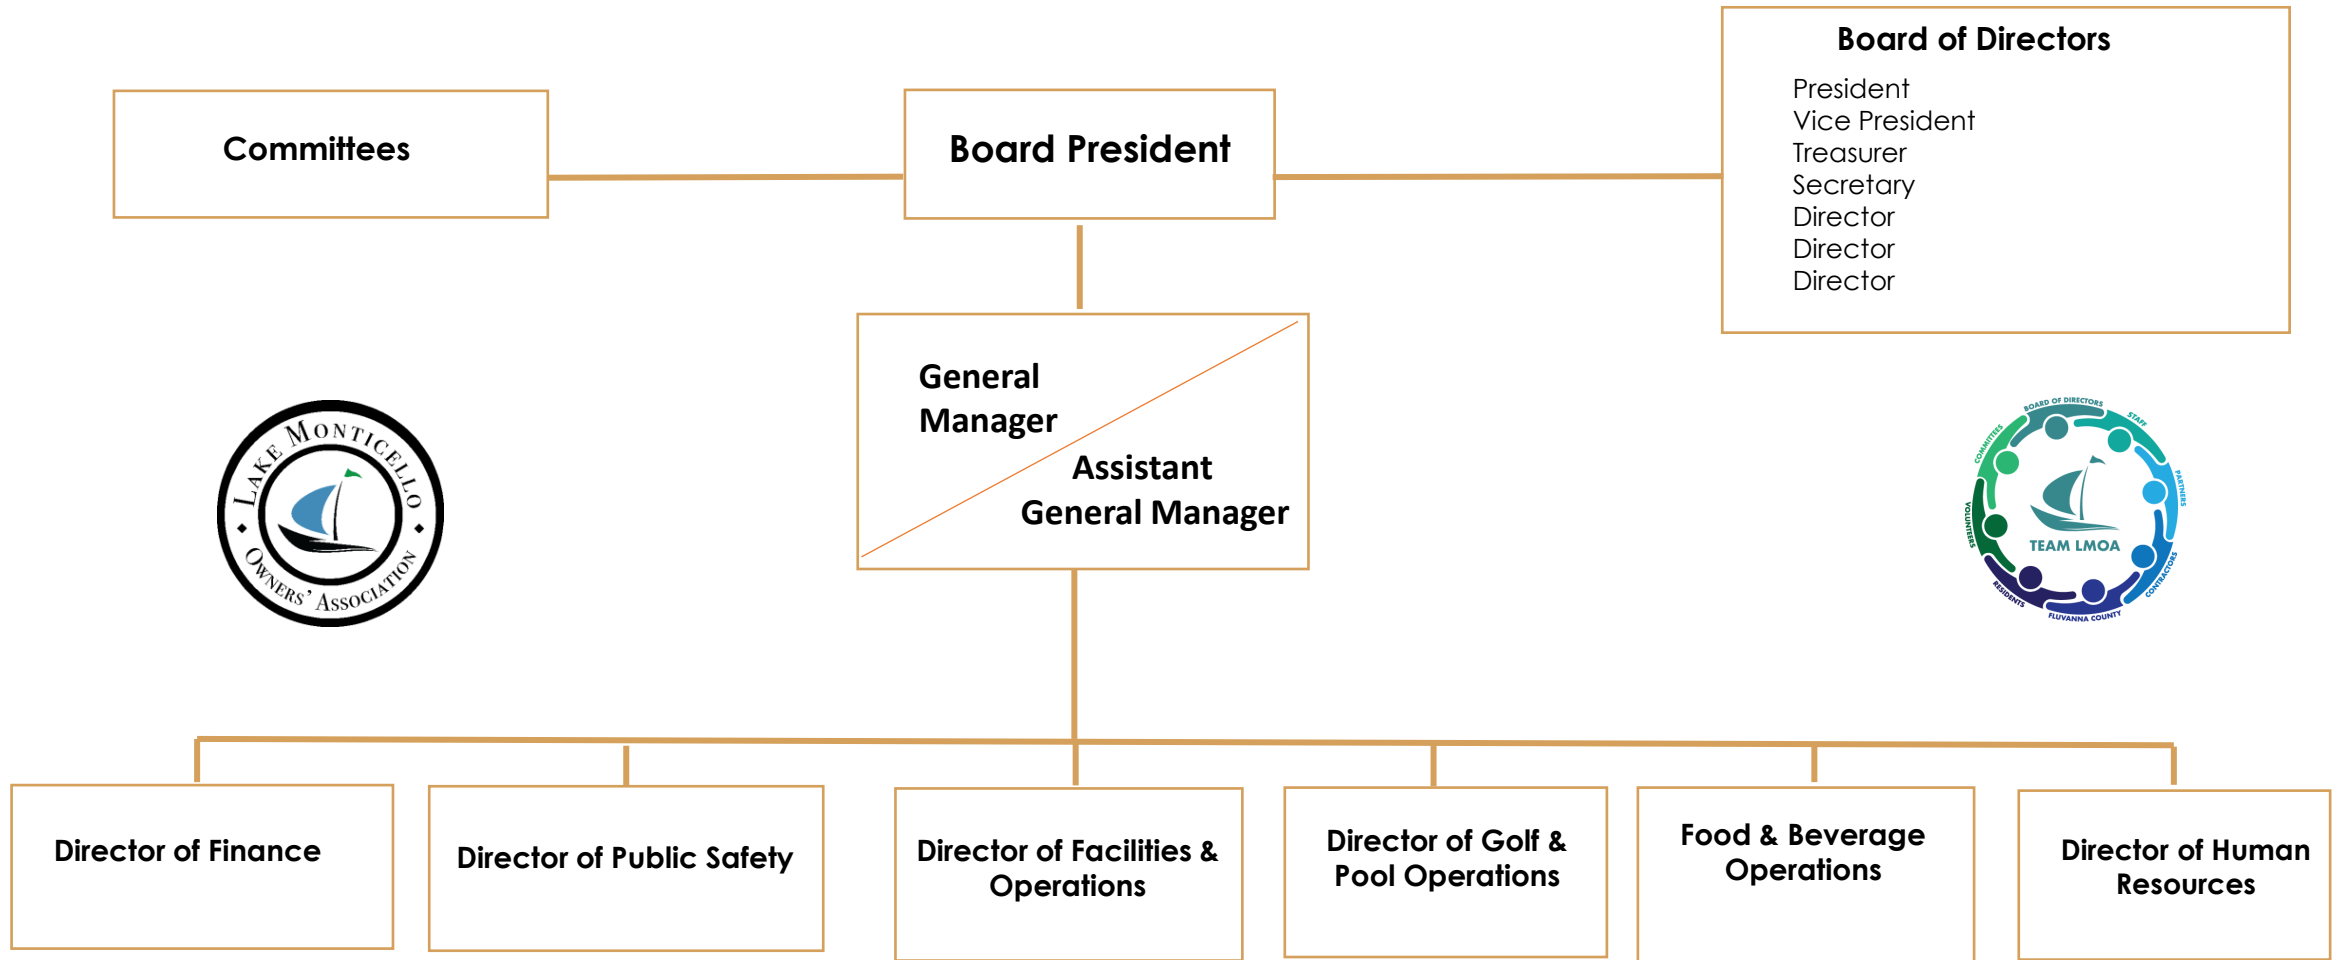 Board of Directors
President
Vice President
Treasurer
Secretary
Director
Director
Director
Committees
Board President
General
Manager
Assistant
General Manager
LAKE MONTICELLO
OWNERS' ASSOCIATION
BOARD OF DIRECTORS
STAFF
PARTNERS
CONTRACTORS
FLUVANNA COUNTY
RESIDENTS
VOLUNTEERS
COMMITTEES
TEAM LMOA
Director of Finance
Director of Public Safety
Director of Facilities &
Operations
Director of Golf &
Pool Operations
Food & Beverage
Operations
Director of Human
Resources